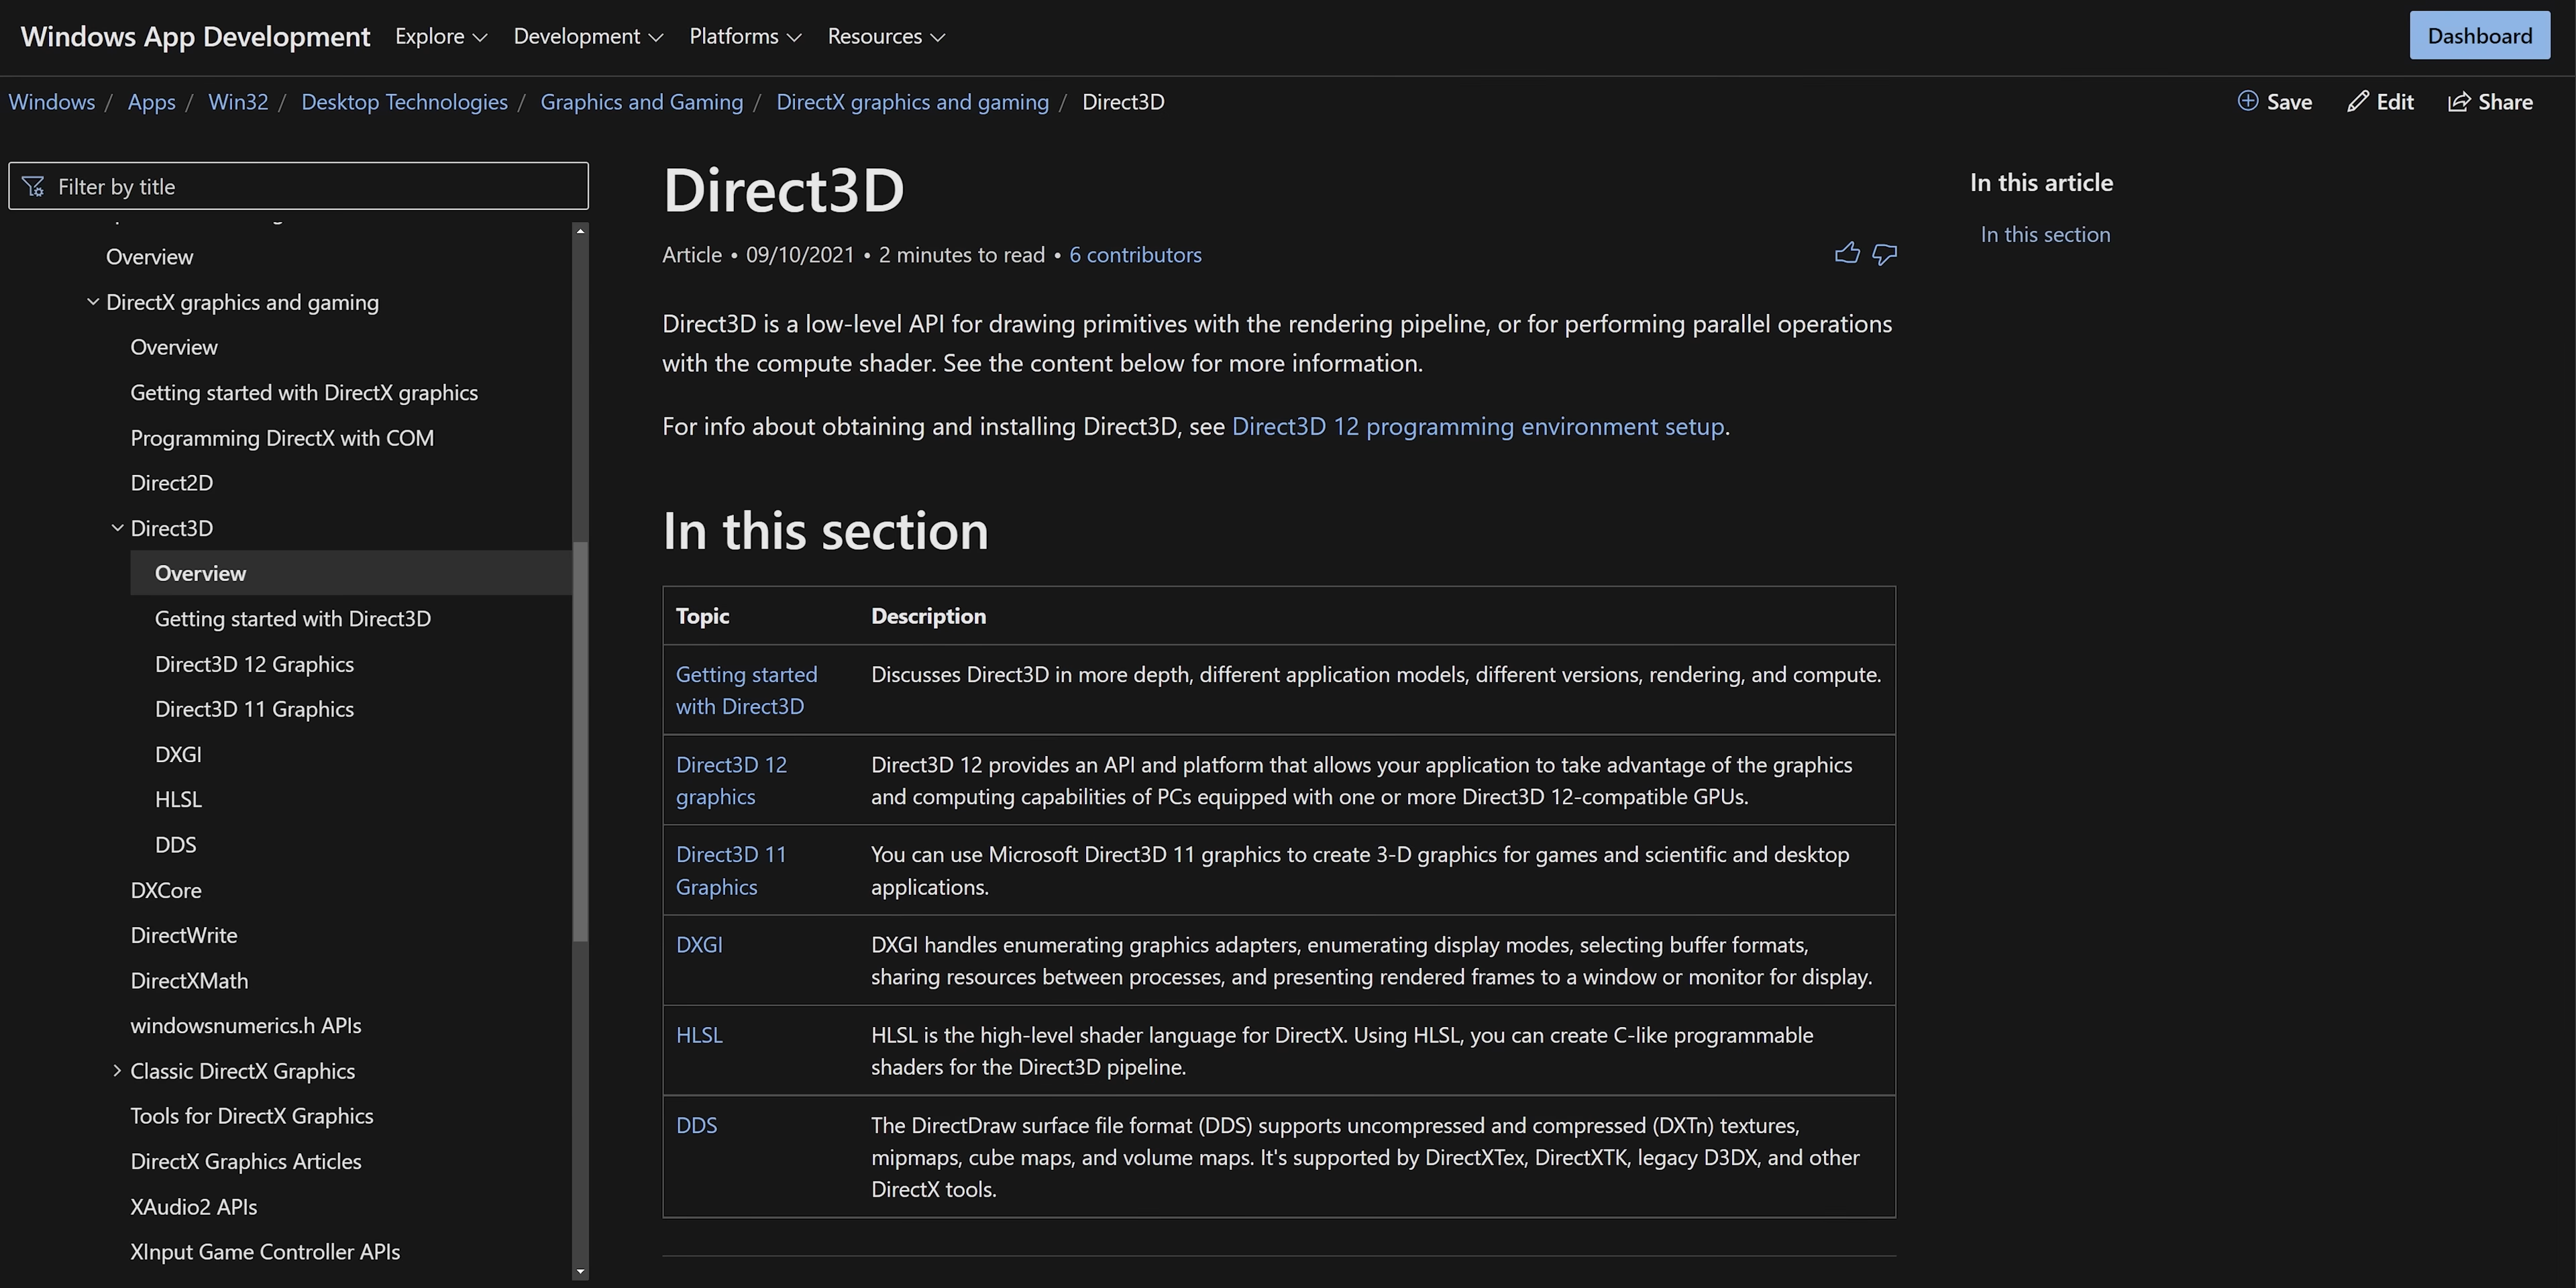 Windows App Development Explore Development Platforms Resources Dashboard
Windows / Apps / Win32 / Desktop Technologies / Graphics and Gaming / DirectX graphics and gaming / Direct3D Save Edit Share
Filter by title
Overview
DirectX graphics and gaming
Overview
Getting started with DirectX graphics
Programming DirectX with COM
Direct2D
Direct3D
Overview
Getting started with Direct3D
Direct3D 12 Graphics
Direct3D 11 Graphics
DXGI
HLSL
DDS
DXCore
DirectWrite
DirectXMath
windowsnumerics.h APIs
Classic DirectX Graphics
Tools for DirectX Graphics
DirectX Graphics Articles
XAudio2 APIs
XInput Game Controller APIs
Direct3D
Article • 09/10/2021 • 2 minutes to read • 6 contributors
Direct3D is a low-level API for drawing primitives with the rendering pipeline, or for performing parallel operations
with the compute shader. See the content below for more information.
For info about obtaining and installing Direct3D, see Direct3D 12 programming environment setup.
In this section
Topic Description
Getting started Discusses Direct3D in more depth, different application models, different versions, rendering, and compute.
with Direct3D
Direct3D 12 Direct3D 12 provides an API and platform that allows your application to take advantage of the graphics
graphics and computing capabilities of PCs equipped with one or more Direct3D 12-compatible GPUs.
Direct3D 11 You can use Microsoft Direct3D 11 graphics to create 3-D graphics for games and scientific and desktop
Graphics applications.
DXGI DXGI handles enumerating graphics adapters, enumerating display modes, selecting buffer formats,
sharing resources between processes, and presenting rendered frames to a window or monitor for display.
HLSL HLSL is the high-level shader language for DirectX. Using HLSL, you can create C-like programmable
shaders for the Direct3D pipeline.
DDS The DirectDraw surface file format (DDS) supports uncompressed and compressed (DXTn) textures,
mipmaps, cube maps, and volume maps. It's supported by DirectXTex, DirectXTK, legacy D3DX, and other
DirectX tools.
In this article
In this section